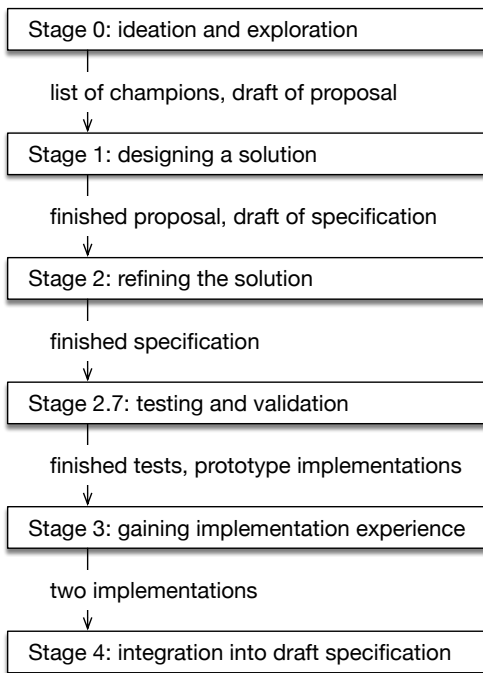 Stage 0: ideation and exploration
list of champions, draft of proposal
Stage 1: designing a solution
finished proposal, draft of specification
Stage 2: refining the solution
finished specification
Stage 2.7: testing and validation
finished tests, prototype implementations
Stage 3: gaining implementation experience
two implementations
Stage 4: integration into draft specification